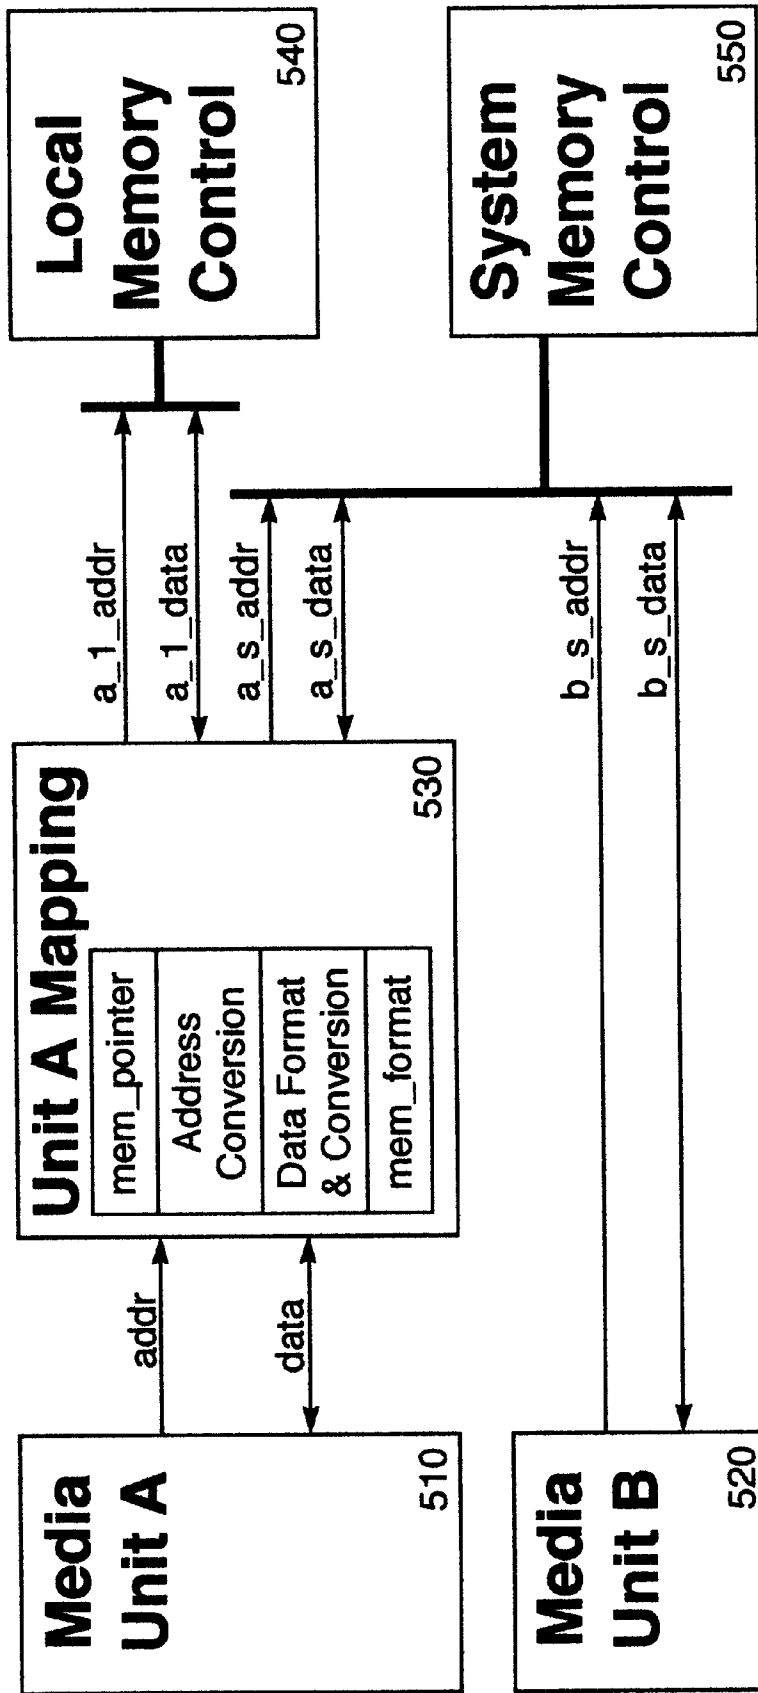 Media
Unit A
510
addr
data
Unit A Mapping
mem_pointer
Address
Conversion
Data Format
& Conversion
mem_format
530
a_1_addr
a_1_data
a_s_addr
a_s_data
Local
Memory
Control
540
Media
Unit B
520
b_s_addr
b_s_data
System
Memory
Control
550